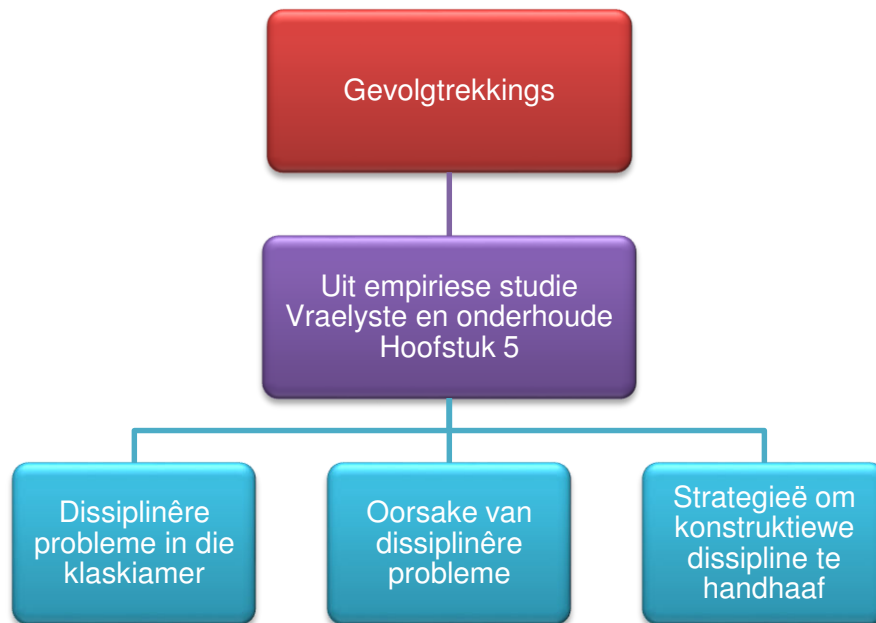 Gevolgtrekkings
Uit empiriese studie
Vraelyste en onderhoude
Hoofstuk 5
Dissiplinêre
probleme in die
klaskiamer
Oorsake van
dissiplinêre
probleme
Strategieë om
konstruktiewe
dissipline te
handhaaf